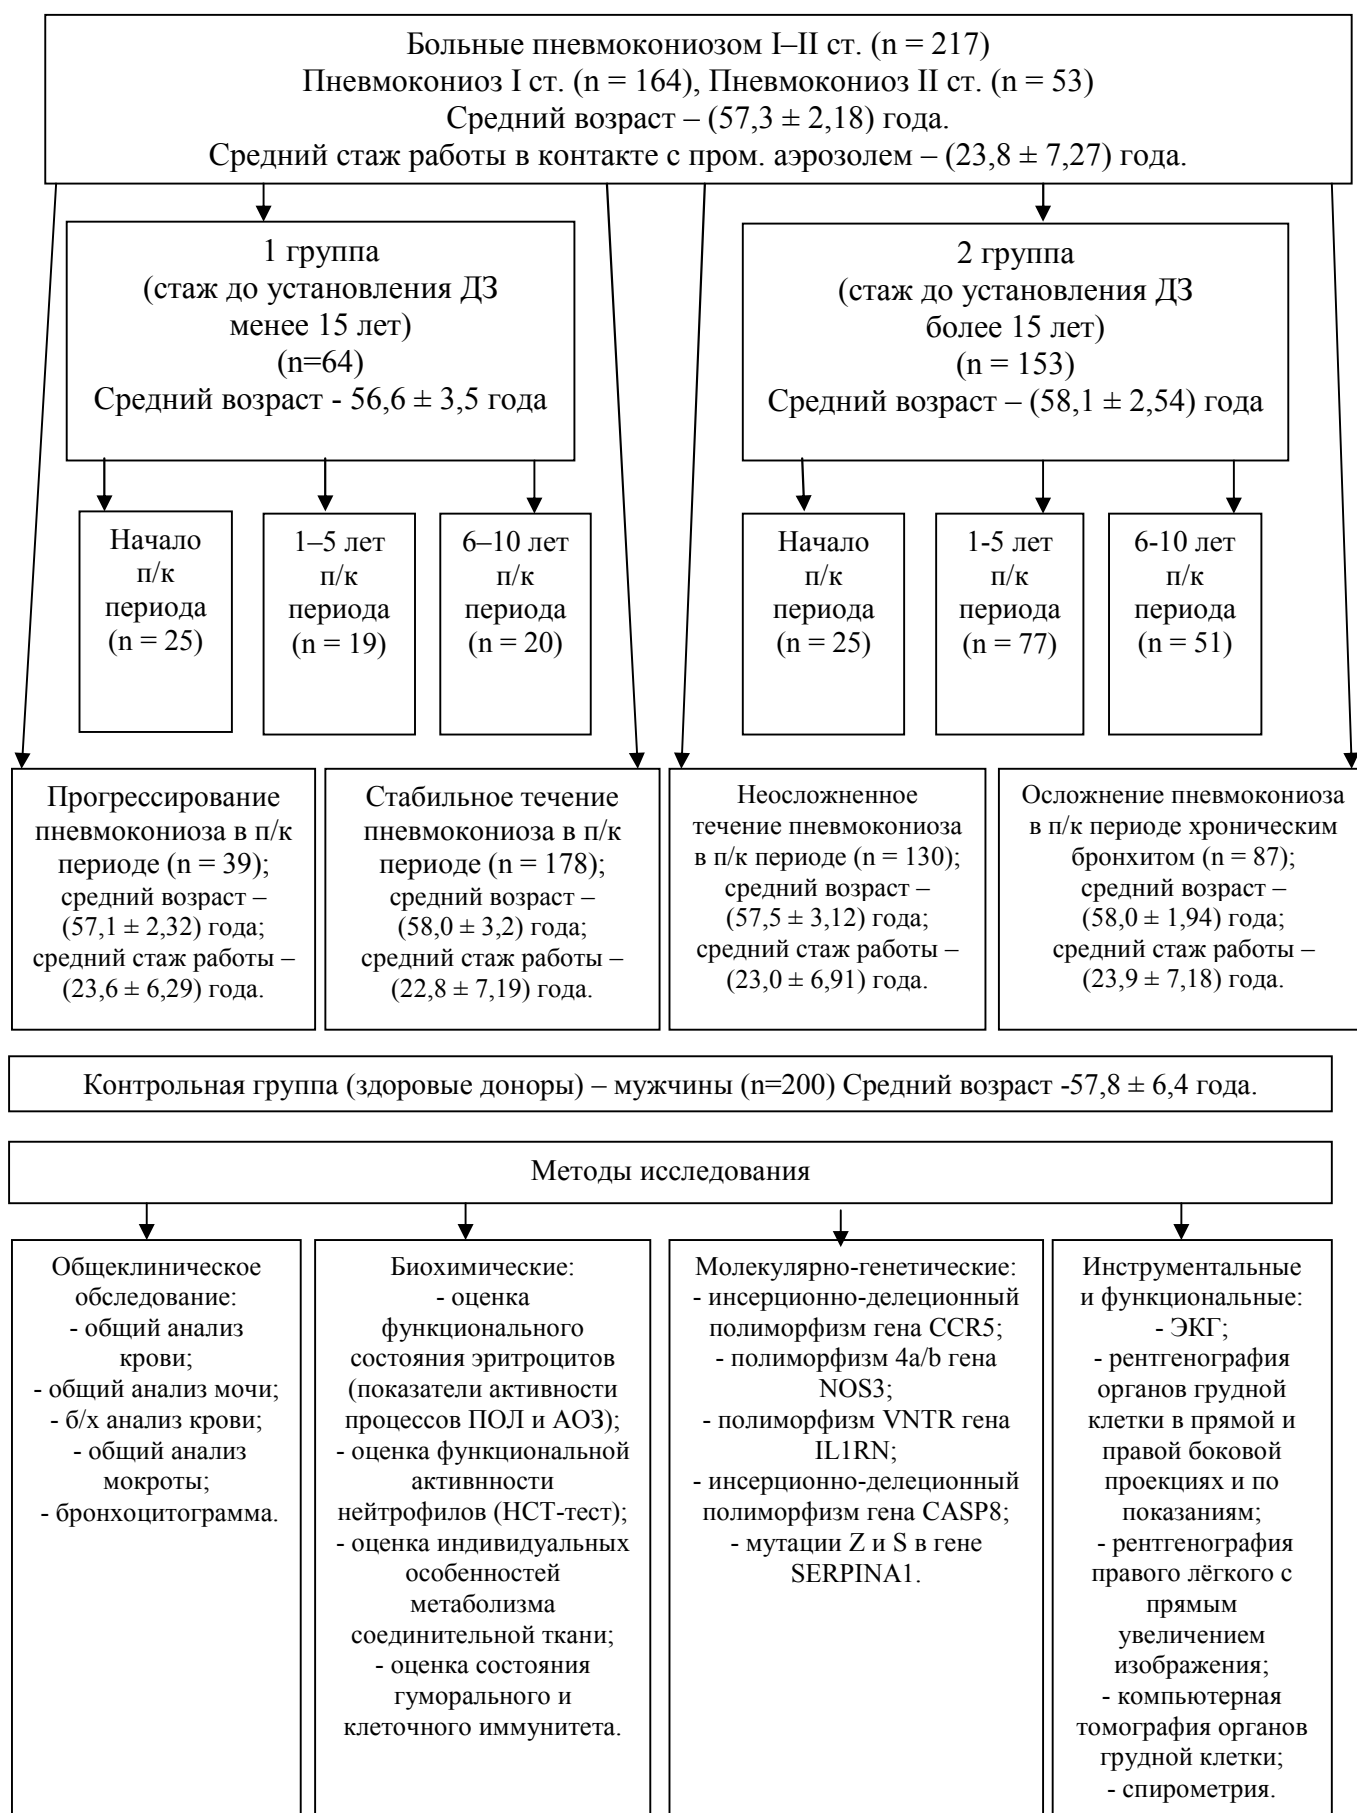 Больные пневмокониозом I–II ст. (n = 217)
Пневмокониоз I ст. (n = 164), Пневмокониоз II ст. (n = 53)
Средний возраст – (57,3 ± 2,18) года.
Средний стаж работы в контакте с пром. аэрозолем – (23,8 ± 7,27) года.
1 группа
(стаж до установления ДЗ
менее 15 лет)
(n=64)
Средний возраст - 56,6 ± 3,5 года
2 группа
(стаж до установления ДЗ
более 15 лет)
(n = 153)
Средний возраст – (58,1 ± 2,54) года
Начало
п/к
периода
(n = 25)
1–5 лет
п/к
периода
(n = 19)
6–10 лет
п/к
периода
(n = 20)
Начало
п/к
периода
(n = 25)
1-5 лет
п/к
периода
(n = 77)
6-10 лет
п/к
периода
(n = 51)
Прогрессирование
пневмокониоза в п/к
периоде (n = 39);
средний возраст –
(57,1 ± 2,32) года;
средний стаж работы –
(23,6 ± 6,29) года.
Стабильное течение
пневмокониоза в п/к
периоде (n = 178);
средний возраст –
(58,0 ± 3,2) года;
средний стаж работы –
(22,8 ± 7,19) года.
Неосложненное
течение пневмокониоза
в п/к периоде (n = 130);
средний возраст –
(57,5 ± 3,12) года;
средний стаж работы –
(23,0 ± 6,91) года.
Осложнение пневмокониоза
в п/к периоде хроническим
бронхитом (n = 87);
средний возраст –
(58,0 ± 1,94) года;
средний стаж работы –
(23,9 ± 7,18) года.
Контрольная группа (здоровые доноры) – мужчины (n=200) Средний возраст -57,8 ± 6,4 года.
Методы исследования
Общеклиническое
обследование:
- общий анализ
крови;
- общий анализ мочи;
- б/х анализ крови;
- общий анализ
мокроты;
- бронхоцитограмма.
Биохимические:
- оценка
функционального
состояния эритроцитов
(показатели активности
процессов ПОЛ и АОЗ);
- оценка функциональной
активнности
нейтрофилов (НСТ-тест);
- оценка индивидуальных
особенностей
метаболизма
соединительной ткани;
- оценка состояния
гуморального и
клеточного иммунитета.
Молекулярно-генетические:
- инсерционно-делеционный
полиморфизм гена CCR5;
- полиморфизм 4a/b гена
NOS3;
- полиморфизм VNTR гена
IL1RN;
- инсерционно-делеционный
полиморфизм гена CASP8;
- мутации Z и S в гене
SERPINA1.
Инструментальные
и функциональные:
- ЭКГ;
- рентгенография
органов грудной
клетки в прямой и
правой боковой
проекциях и по
показаниям;
- рентгенография
правого лёгкого с
прямым
увеличением
изображения;
- компьютерная
томография органов
грудной клетки;
- спирометрия.